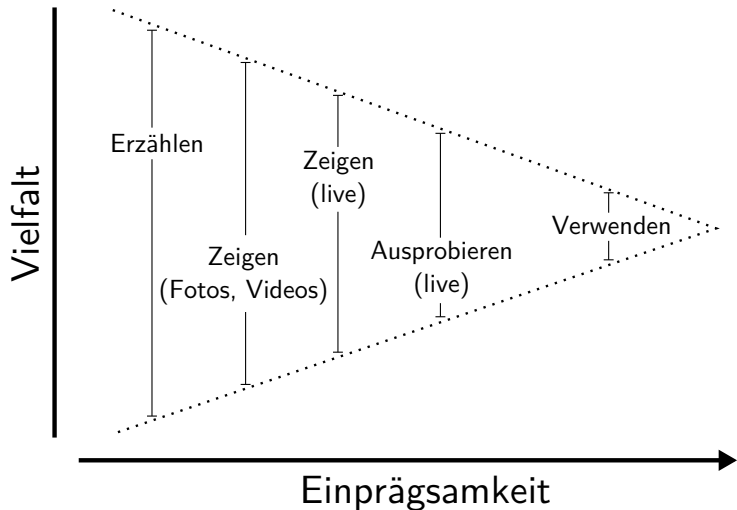 Vielfalt
Erzählen
Zeigen
(Fotos, Videos)
Zeigen
(live)
Ausprobieren
(live)
Verwenden
Einprägsamkeit